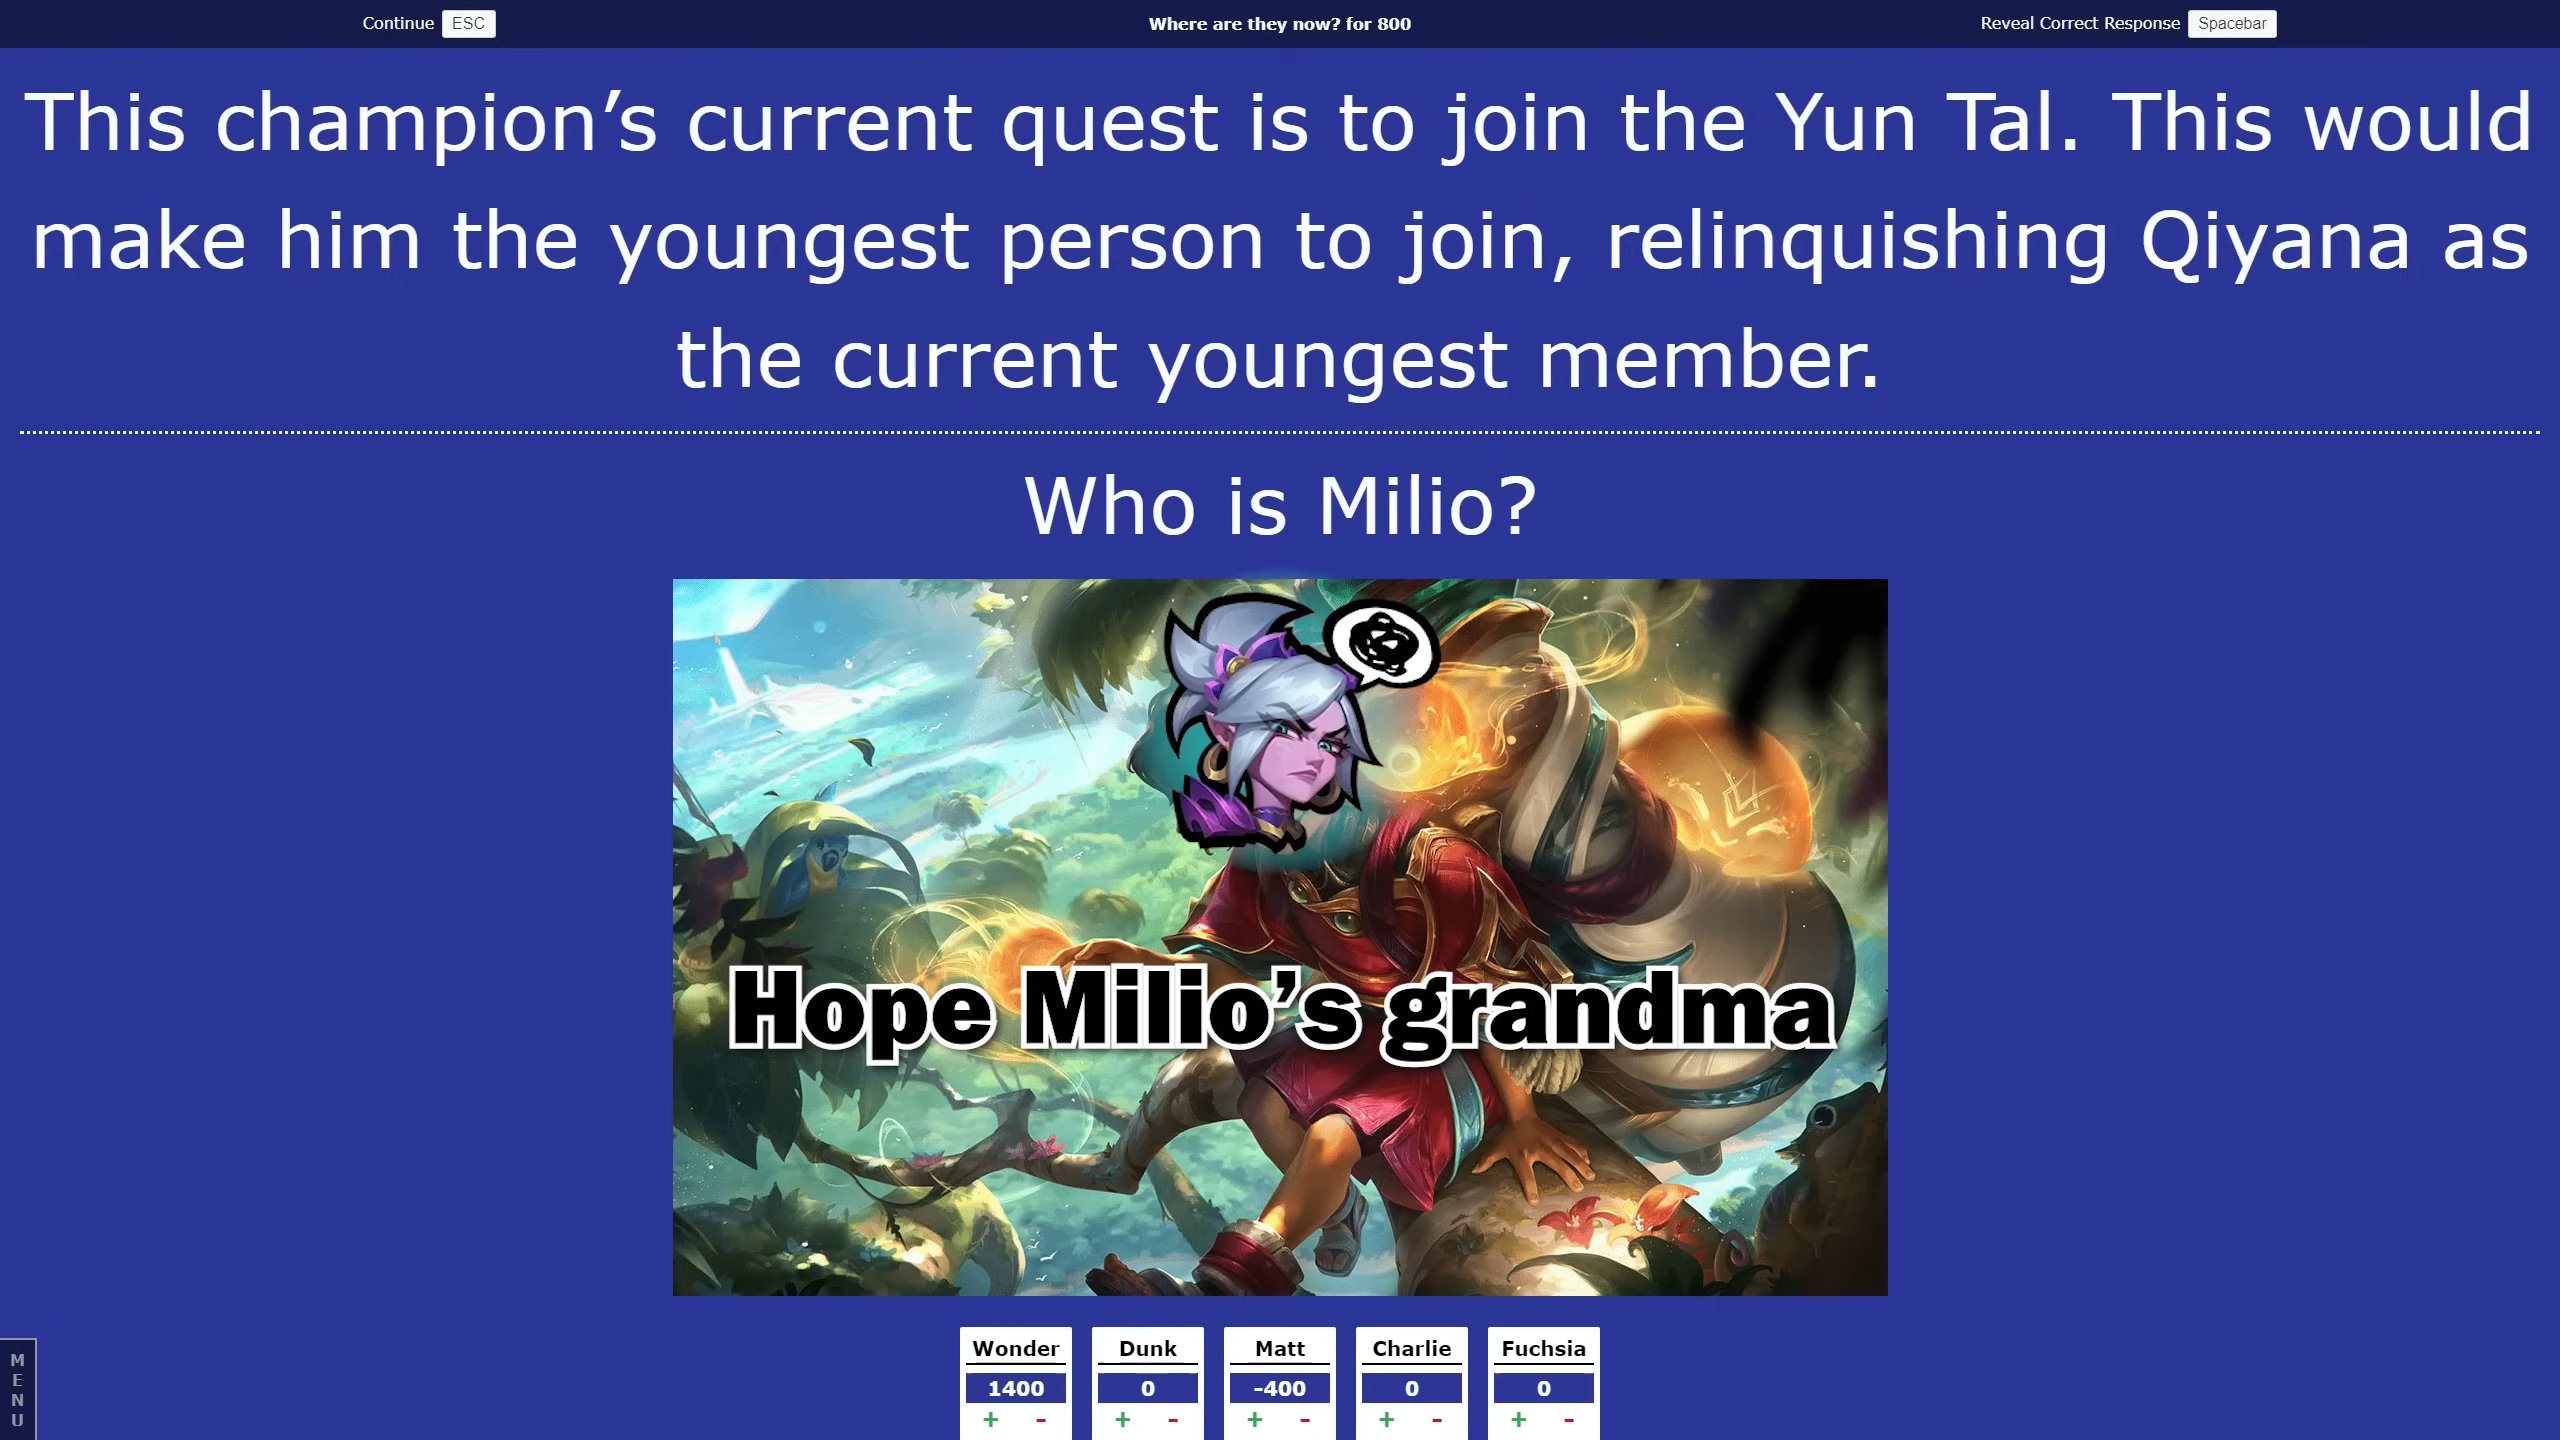 Continue ESC
Where are they now? for 800
Reveal Correct Response Spacebar
This champion’s current quest is to join the Yun Tal. This would
make him the youngest person to join, relinquishing Qiyana as
the current youngest member.
Who is Milio?
Hope Milio’s grandma
MENU
Wonder Dunk Matt Charlie Fuchsia
1400 0 -400 0 0
+ - + - + - + - + -